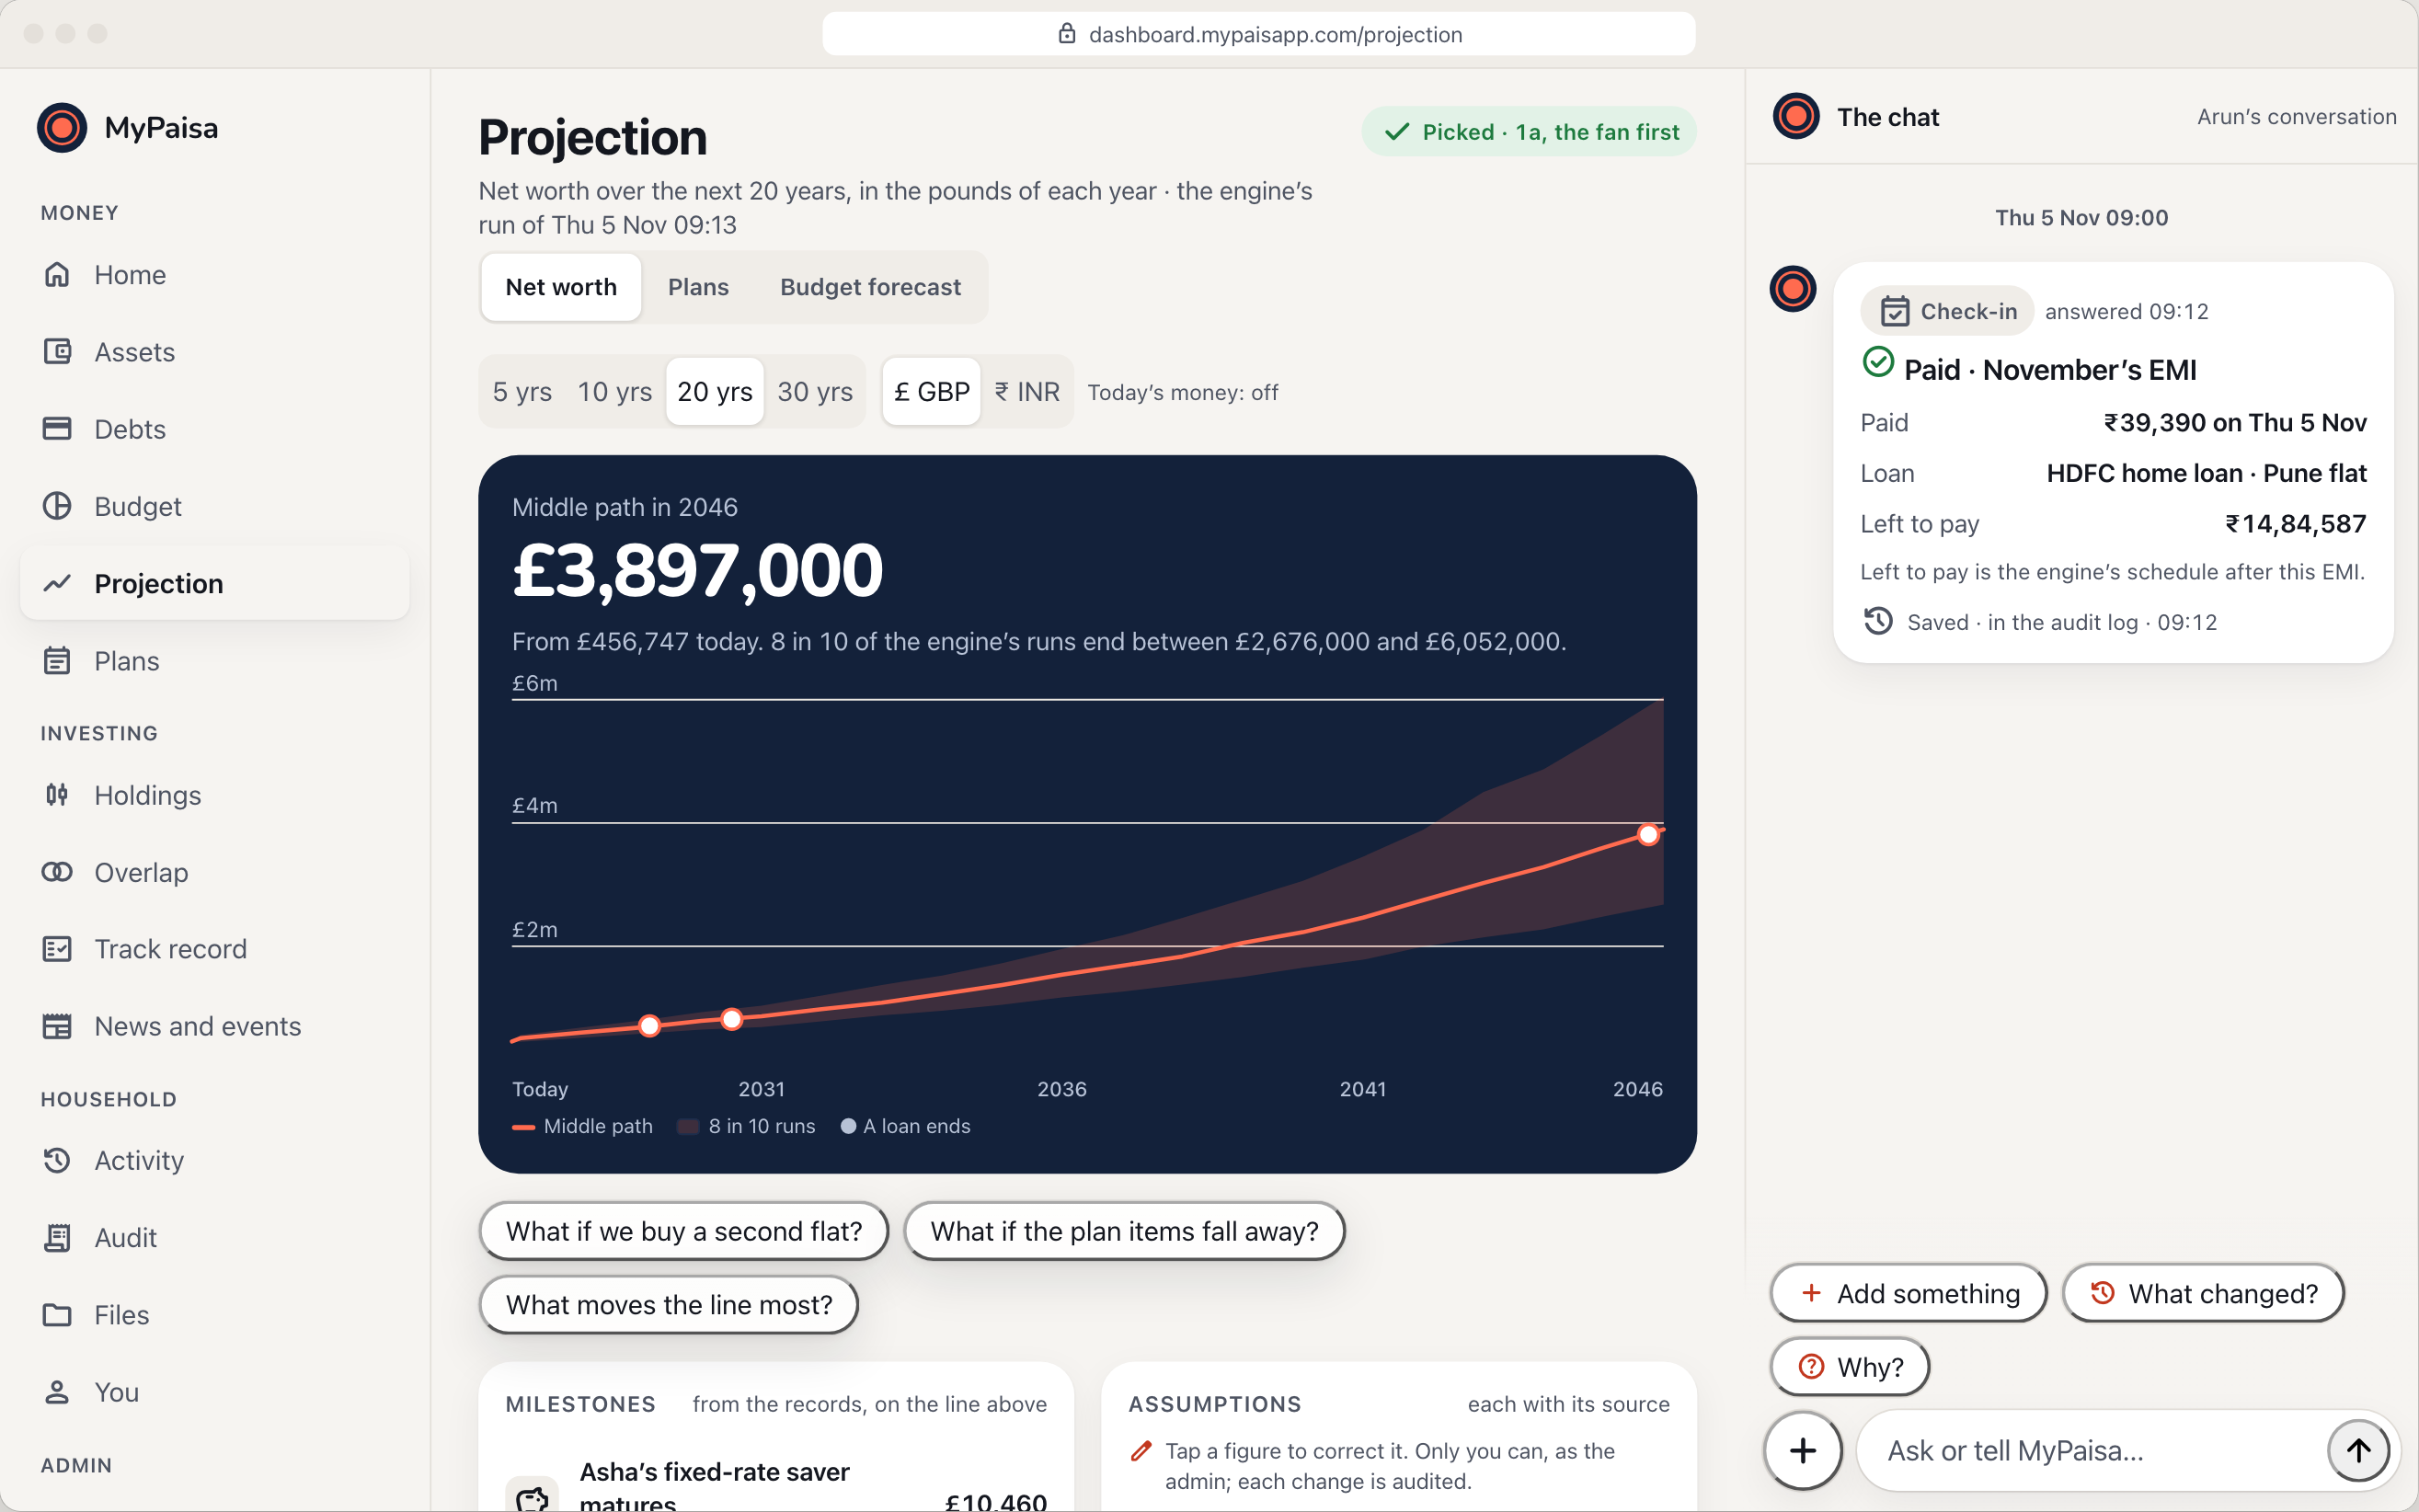 dashboard.mypaisapp.com/projection
MyPaisa
MONEY
Home
Assets
Debts
Budget
Projection
Plans
INVESTING
Holdings
Overlap
Track record
News and events
HOUSEHOLD
Activity
Audit
Files
You
ADMIN
Projection
Picked · 1a, the fan first
Net worth over the next 20 years, in the pounds of each year · the engine’s
run of Thu 5 Nov 09:13
Net worth Plans Budget forecast
5 yrs 10 yrs 20 yrs 30 yrs £ GBP ₹ INR Today’s money: off
Middle path in 2046
£3,897,000
From £456,747 today. 8 in 10 of the engine’s runs end between £2,676,000 and £6,052,000.
£6m
£4m
£2m
Today 2031 2036 2041 2046
Middle path 8 in 10 runs A loan ends
What if we buy a second flat? What if the plan items fall away?
What moves the line most?
MILESTONES from the records, on the line above
Asha’s fixed-rate saver
matures
£10,460
ASSUMPTIONS each with its source
Tap a figure to correct it. Only you can, as the
admin; each change is audited.
The chat Arun’s conversation
Thu 5 Nov 09:00
Check-in answered 09:12
Paid · November’s EMI
Paid ₹39,390 on Thu 5 Nov
Loan HDFC home loan · Pune flat
Left to pay ₹14,84,587
Left to pay is the engine’s schedule after this EMI.
Saved · in the audit log · 09:12
Add something What changed?
Why?
Ask or tell MyPaisa...